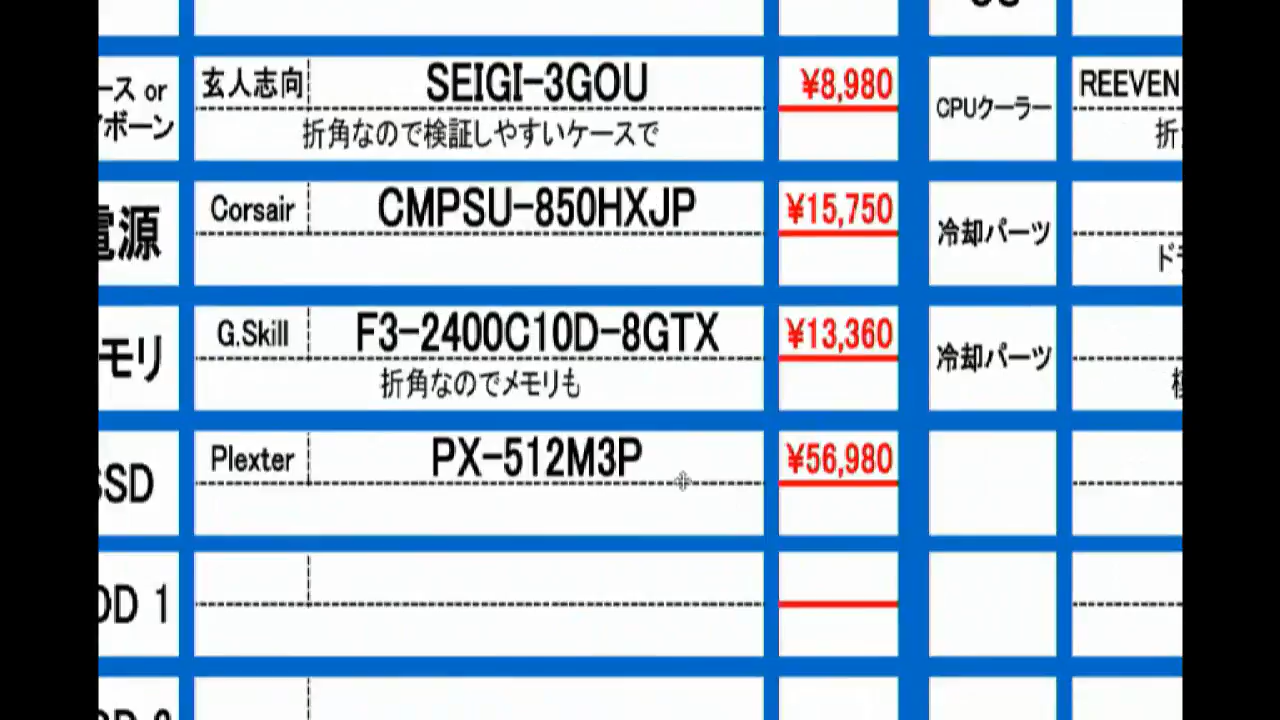 ース or
ボーン
玄人志向
SEIGI-3GOU
¥8,980
折角なので検証しやすいケースで
CPUクーラー
REEVEN
折
電源
Corsair
CMPSU-850HXJP
¥15,750
冷却パーツ
ド
モリ
G.Skill
F3-2400C10D-8GTX
¥13,360
折角なのでメモリも
冷却パーツ
SSD
Plexter
PX-512M3P
¥56,980
DD 1